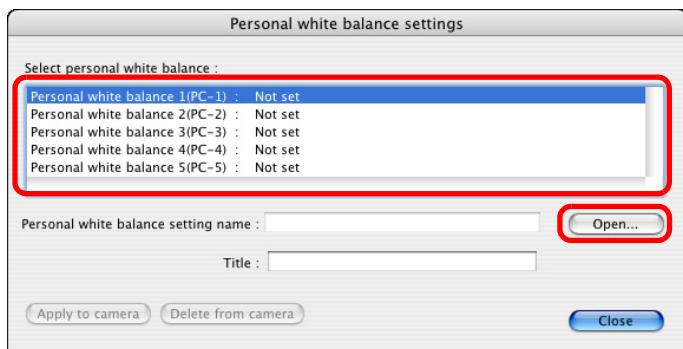 Personal white balance settings
Select personal white balance :
Personal white balance 1(PC-1) : Not set
Personal white balance 2(PC-2) : Not set
Personal white balance 3(PC-3) : Not set
Personal white balance 4(PC-4) : Not set
Personal white balance 5(PC-5) : Not set
Personal white balance setting name : Open...
Title :
Apply to camera Delete from camera Close